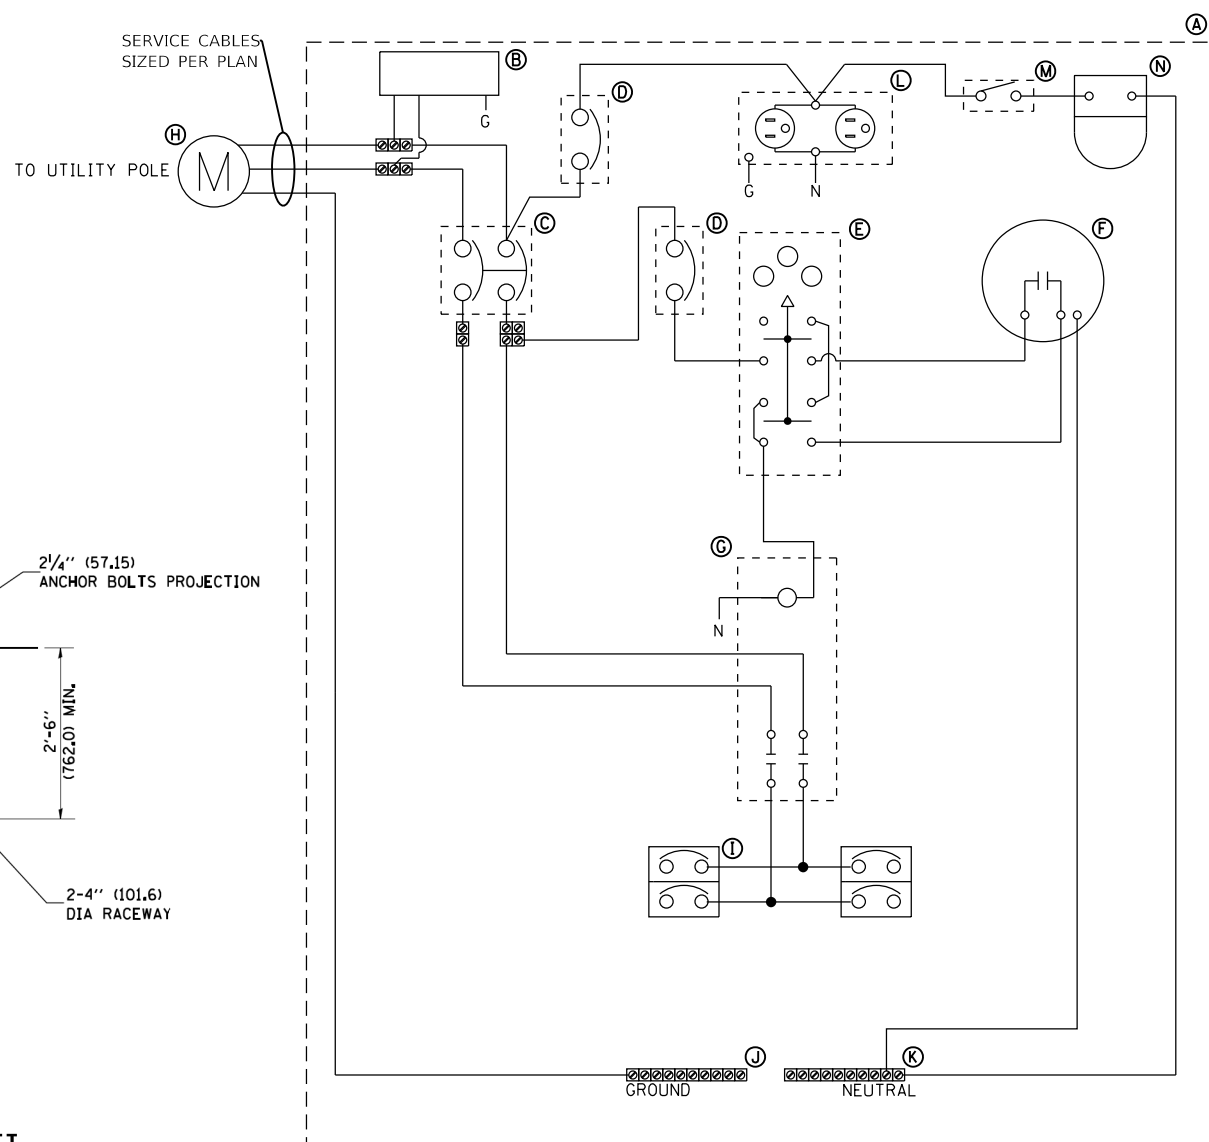 A
SERVICE CABLES
SIZED PER PLAN
B
D
M
N
L
G
H
M
TO UTILITY POLE
G
N
C
D
E
F
G
2¼'' (57.15)
ANCHOR BOLTS PROJECTION
N
2'-6''
(762.0) MIN.
I
2-4'' (101.6)
DIA RACEWAY
J
K
GROUND
NEUTRAL